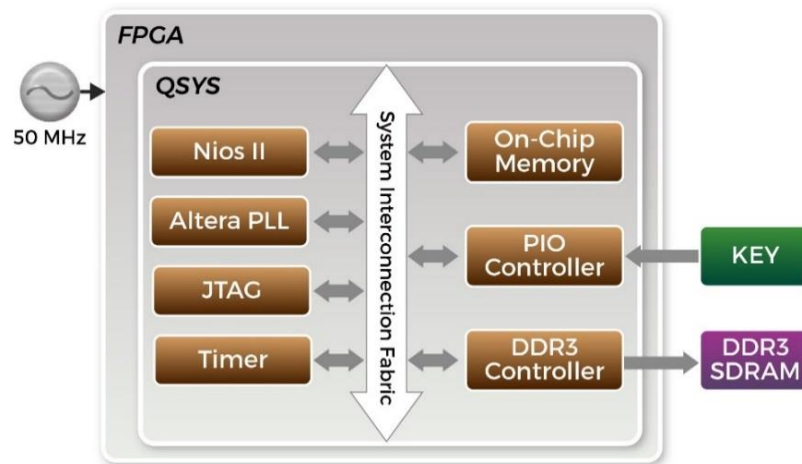 FPGA
QSYS
50 MHz
Nios II
Altera PLL
JTAG
Timer
System Interconnection Fabric
On-Chip
Memory
PIO
Controller
DDR3
Controller
KEY
DDR3
SDRAM